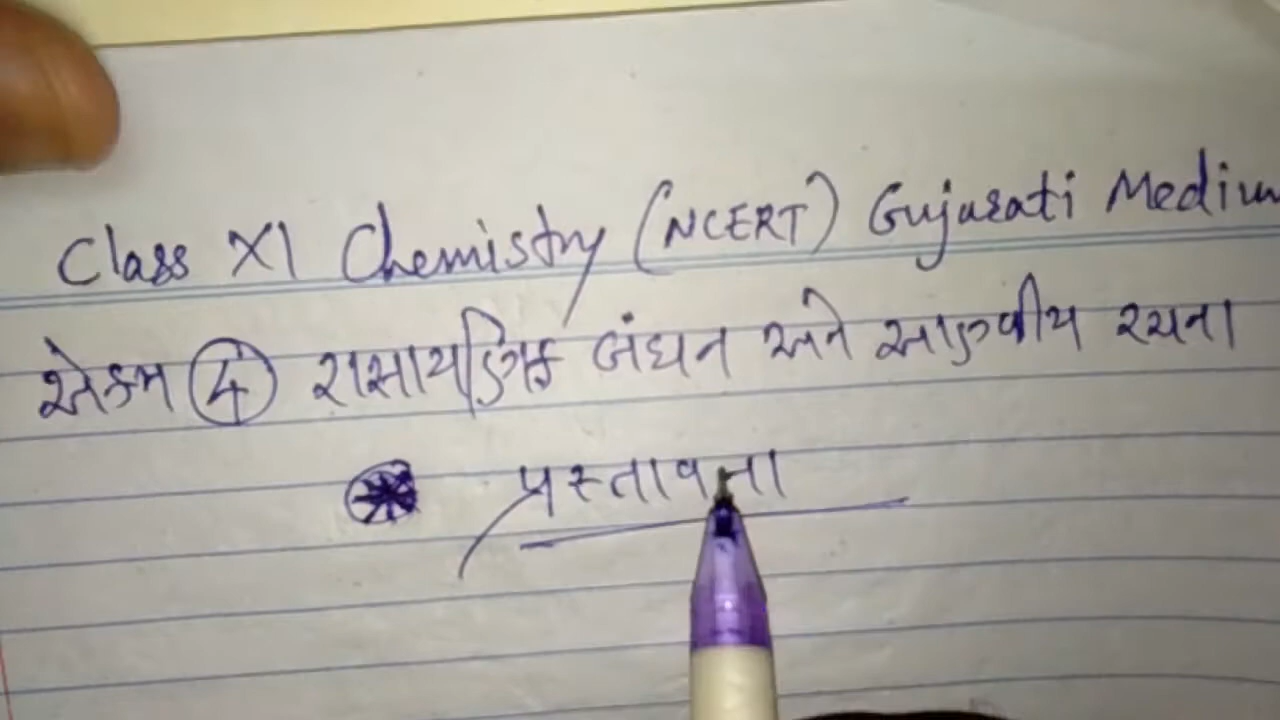 Class XI Chemistry (NCERT) Gujarati Medium
એકમ 4 રાસાયણિક બંધન અને આણ્વીય રચના
પ્રસ્તાવના